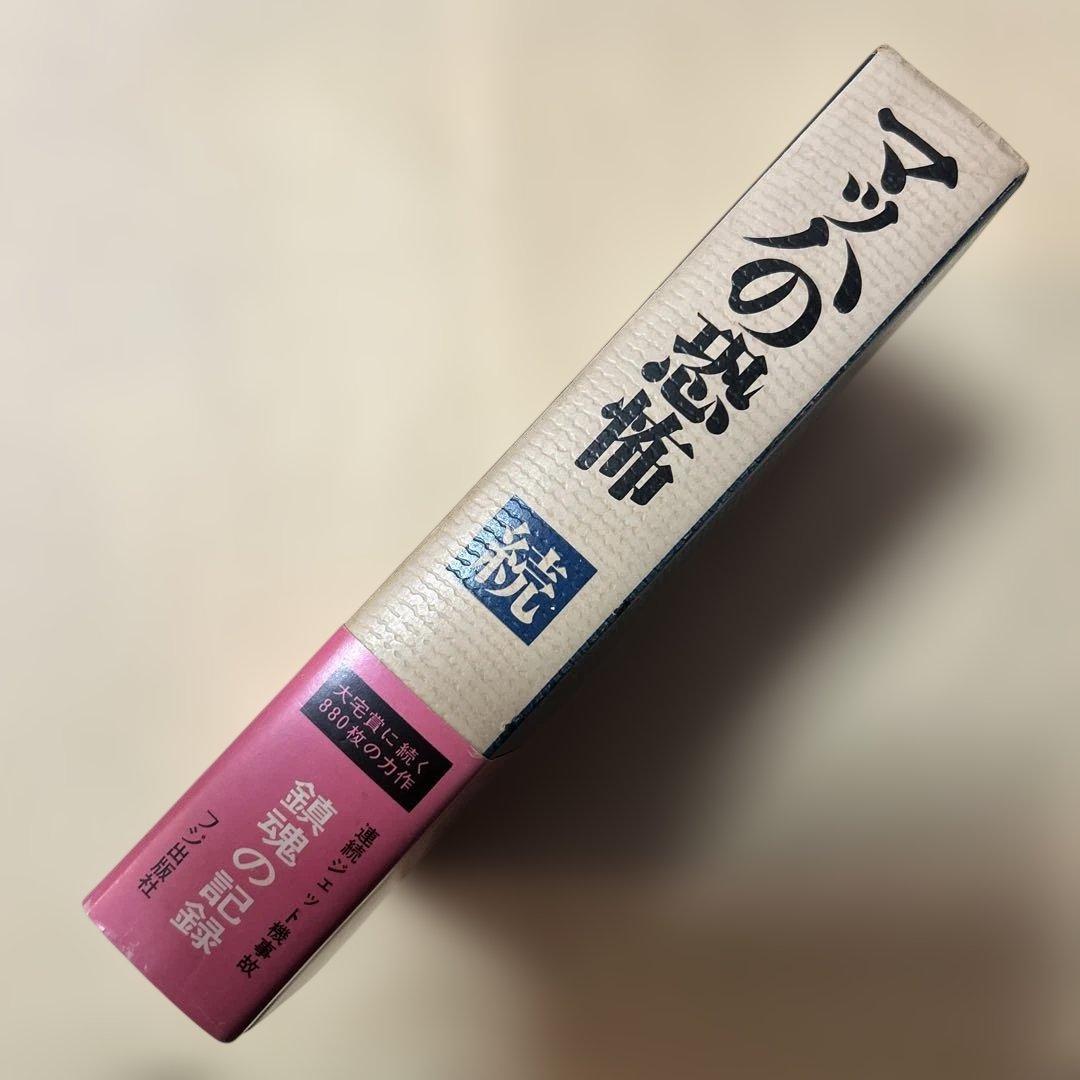 マッハの恐怖
続
大宅賞に続く
880枚の力作
連続ジェット機事故
鎮魂の記録
フジ出版社